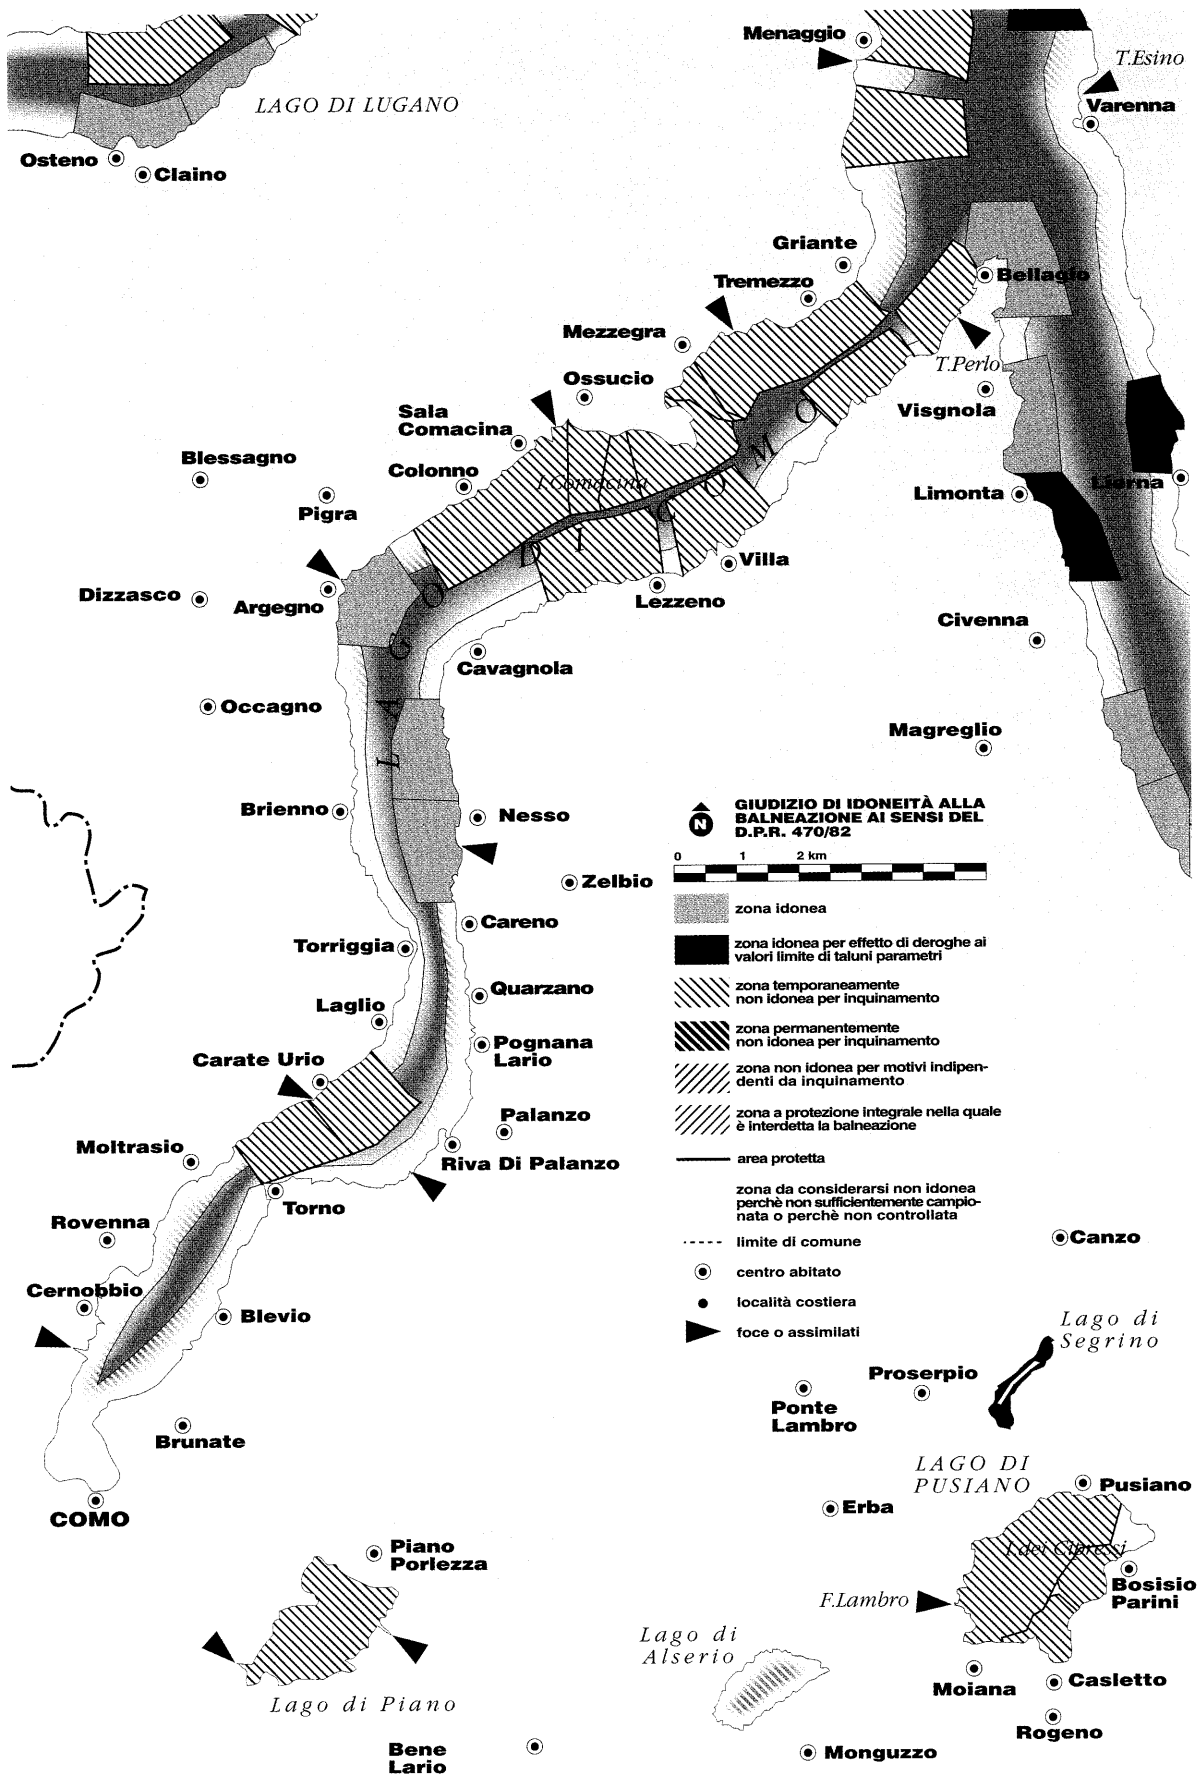 Menaggio
T.Esino
Varenna
LAGO DI LUGANO
Osteno
Claino
Griante
Bellagio
Tremezzo
Mezzegra
T.Perlo
Ossucio
Visgnola
Sala
Comacina
Blessagno
Colonno
I.Comacina
Lierna
Limonta
Pigra
Villa
Dizzasco
Argegno
Lezzeno
Civenna
LAGO DI COMO
Cavagnola
Occagno
Magreglio
Brienno
Nesso
Zelbio
Careno
Torriggia
Quarzano
Laglio
Pognana
Lario
Carate Urio
Palanzo
Moltrasio
Riva Di Palanzo
Torno
Rovenna
Cernobbio
Blevio
Brunate
COMO
N
GIUDIZIO DI IDONEITÀ ALLA
BALNEAZIONE AI SENSI DEL
D.P.R. 470/82
0 1 2 km
zona idonea
zona idonea per effetto di deroghe ai
valori limite di taluni parametri
zona temporaneamente
non idonea per inquinamento
zona permanentemente
non idonea per inquinamento
zona non idonea per motivi indipen-
denti da inquinamento
zona a protezione integrale nella quale
è interdetta la balneazione
area protetta
zona da considerarsi non idonea
perchè non sufficientemente campio-
nata o perchè non controllata
limite di comune
centro abitato
località costiera
foce o assimilati
Canzo
Lago di
Segrino
Proserpio
Ponte
Lambro
LAGO DI
PUSIANO
Pusiano
Erba
I.dei Cipressi
Bosisio
Parini
F.Lambro
Piano
Porlezza
Lago di
Alserio
Moiana
Casletto
Rogeno
Lago di Piano
Bene
Lario
Monguzzo